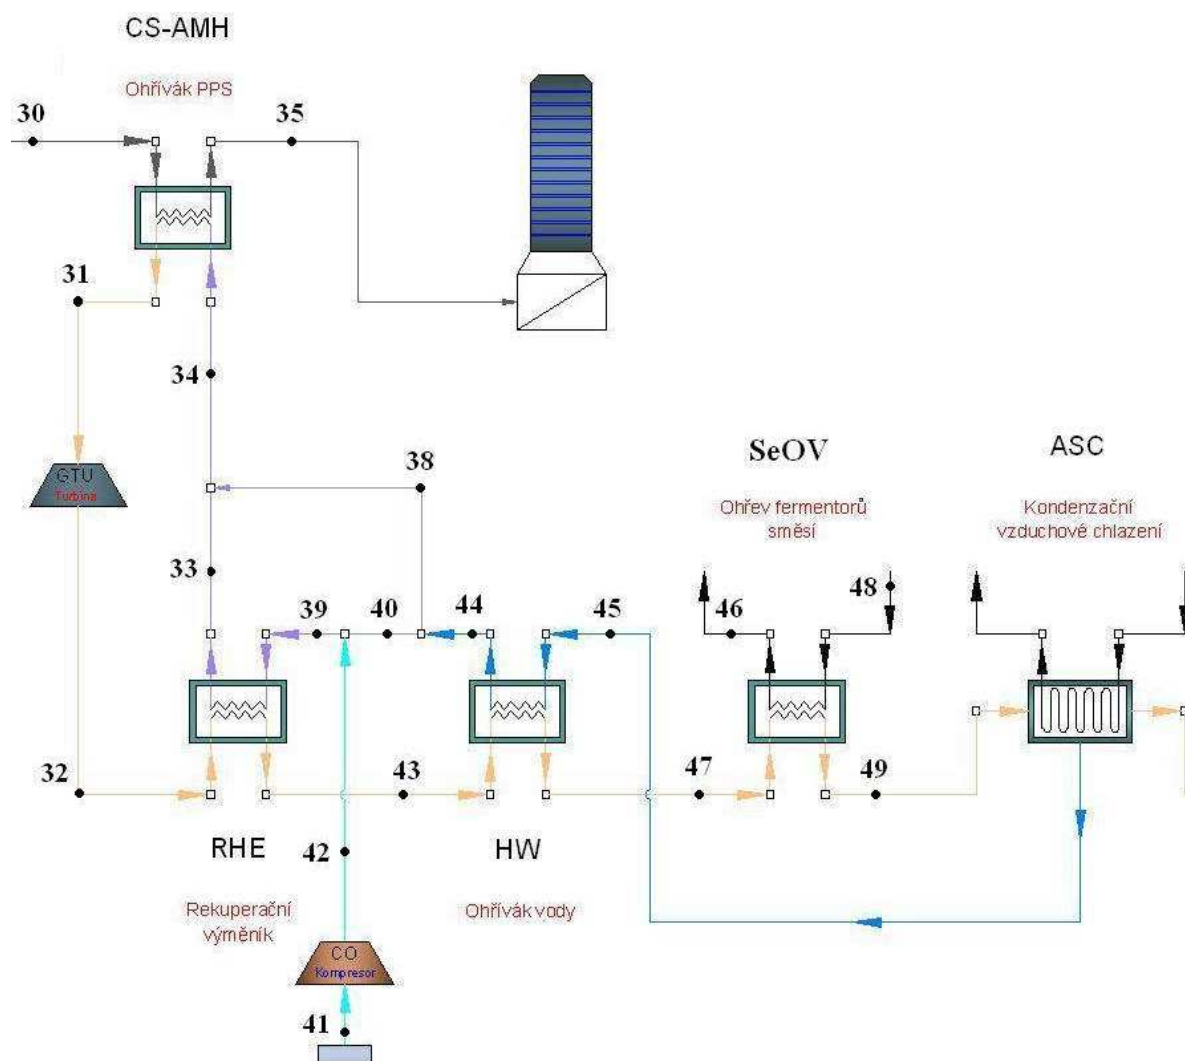 CS-AMH
Ohřívák PPS
30
35
31
34
GTU
Turbína
38
SeOV
ASC
Ohřev fermentorů
směsí
Kondenzační
vzduchové chlazení
33
39
40
44
45
46
48
32
43
47
49
RHE
42
HW
Rekuperační
výměník
Ohřívák vody
CO
Kompresor
41